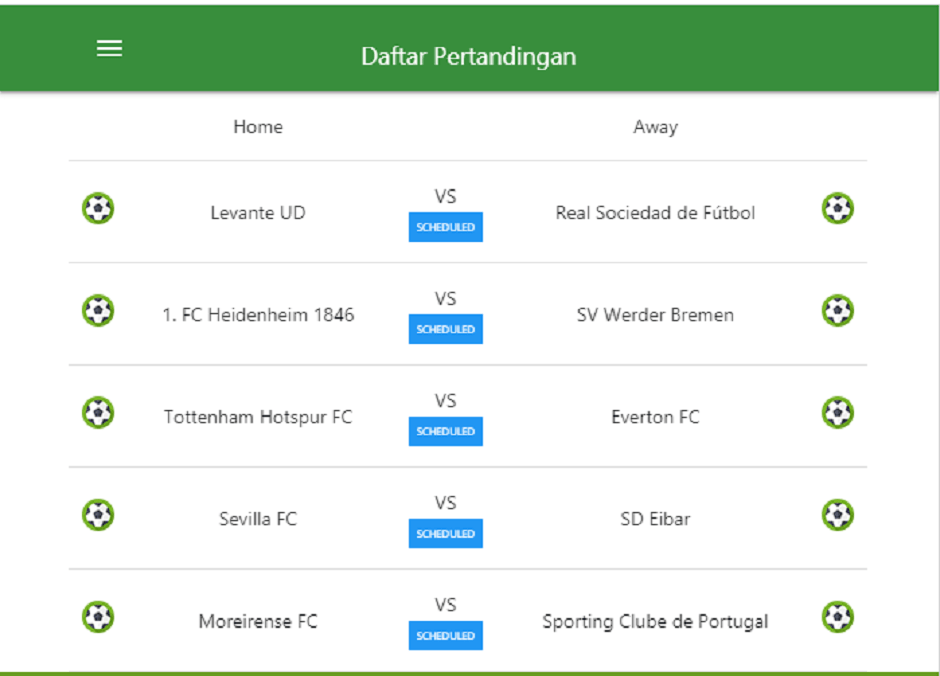 Daftar Pertandingan
Home Away
VS
Levante UD Real Sociedad de Fútbol
SCHEDULED
VS
1. FC Heidenheim 1846 SV Werder Bremen
SCHEDULED
VS
Tottenham Hotspur FC Everton FC
SCHEDULED
VS
Sevilla FC SD Eibar
SCHEDULED
VS
Moreirense FC Sporting Clube de Portugal
SCHEDULED